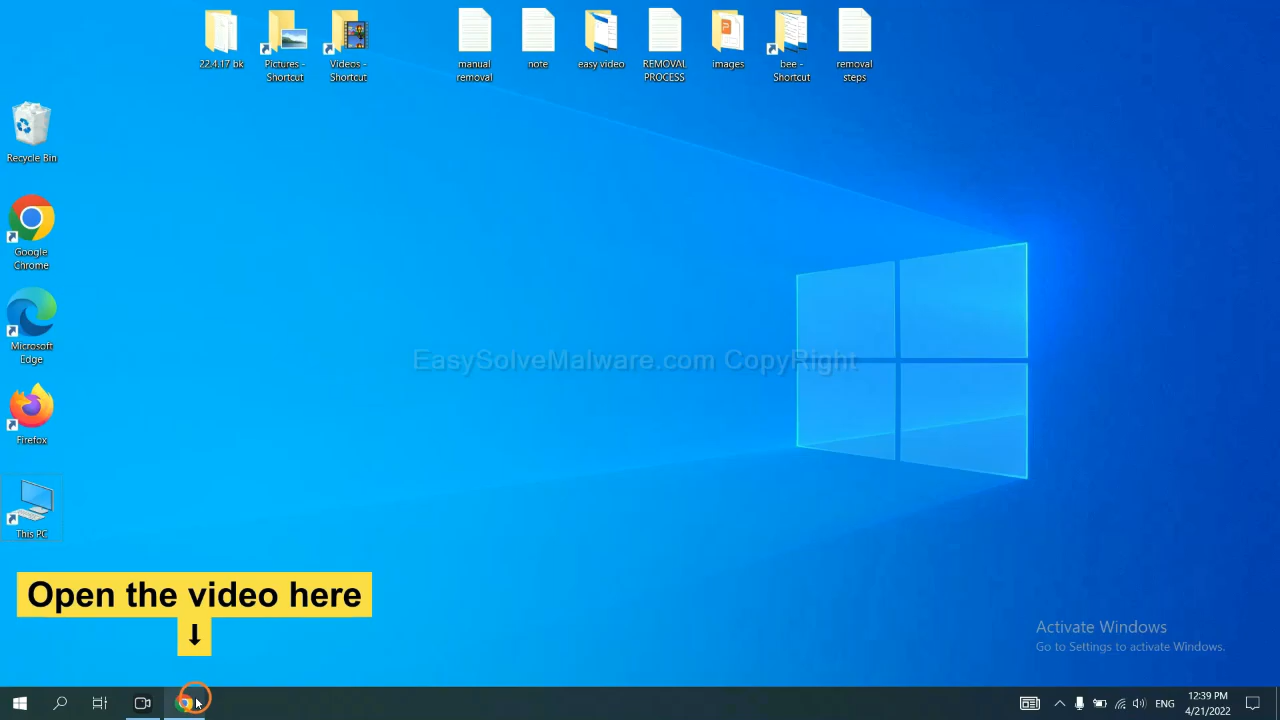 22.4.17 bk
Pictures -
Shortcut
Videos -
Shortcut
manual
removal
note
easy video
REMOVAL
PROCESS
images
bee -
Shortcut
removal
steps
Recycle Bin
Google
Chrome
Microsoft
Edge
EasySolveMalware.com CopyRight
Firefox
This PC
Open the video here
↓
Activate Windows
Go to Settings to activate Windows.
ENG
12:39 PM
4/21/2022